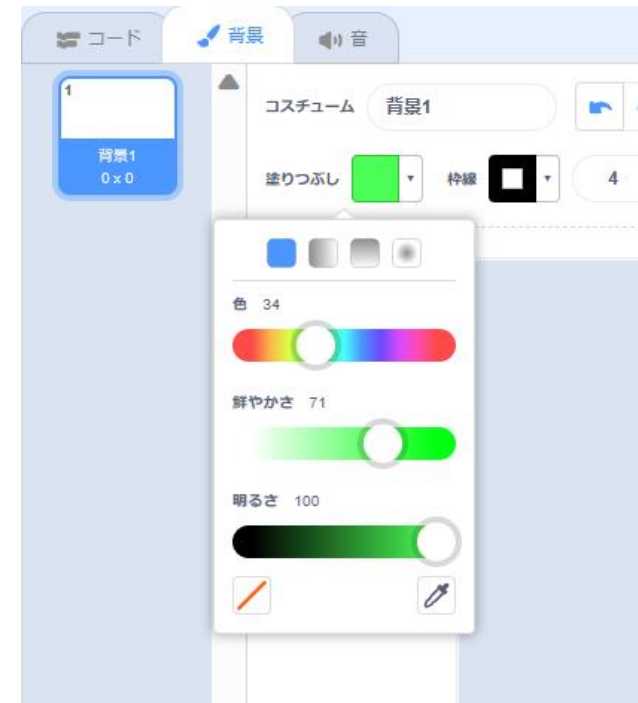 コード
背景
音
1
背景1
0 x 0
コスチューム 背景1
塗りつぶし 枠線 4
色 34
鮮やかさ 71
明るさ 100